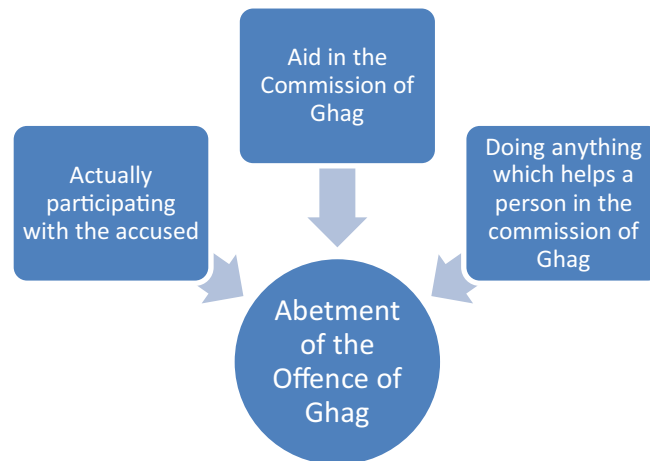 Aid in the
Commission of
Ghag
Actually
participating
with the accused
Doing anything
which helps a
person in the
commission of
Ghag
Abetment
of the
Offence of
Ghag